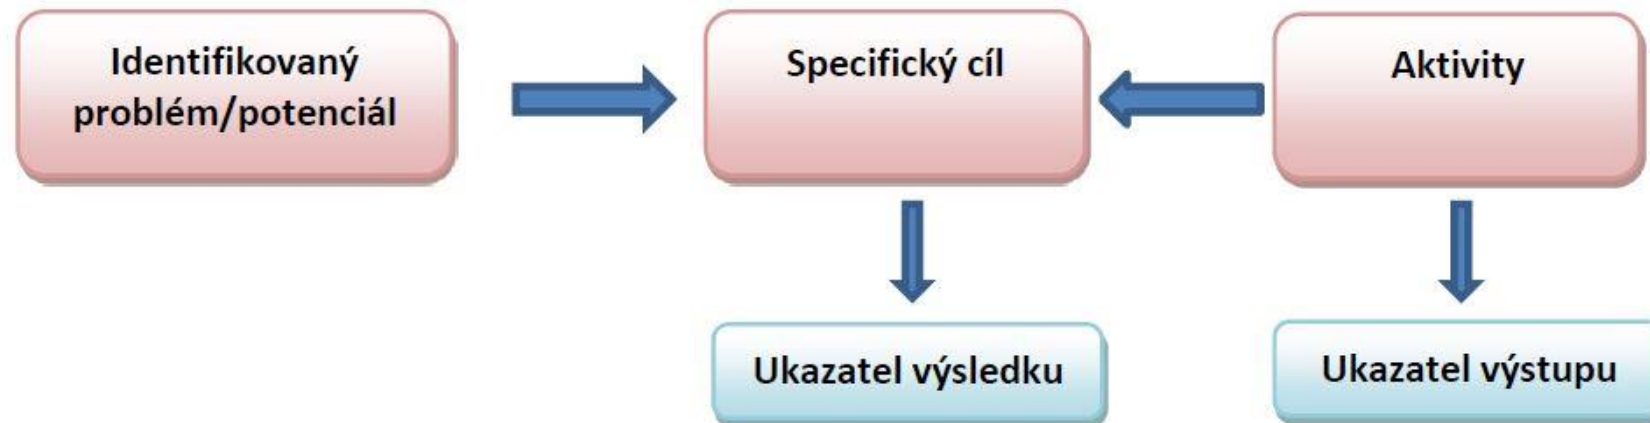 Identifikovaný
problém/potenciál
Specifický cíl
Aktivity
Ukazatel výsledku
Ukazatel výstupu